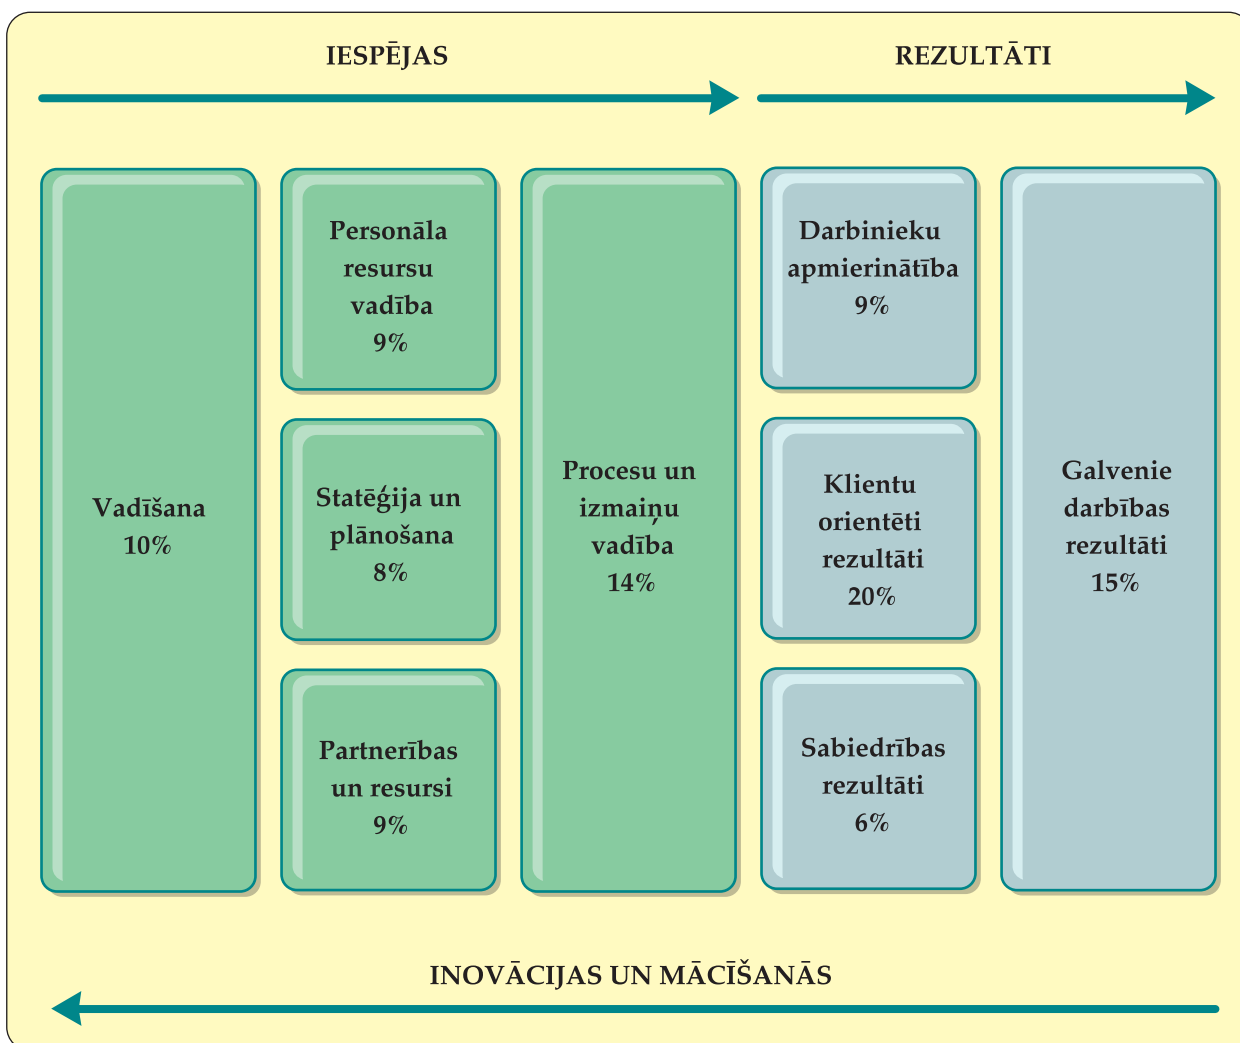 IESPĒJAS
REZULTĀTI
Vadīšana
10%
Personāla
resursu
vadība
9%
Statēģija un
plānošana
8%
Partnerības
un resursi
9%
Procesu un
izmaiņu
vadība
14%
Darbinieku
apmierinātība
9%
Klientu
orientēti
rezultāti
20%
Sabiedrības
rezultāti
6%
Galvenie
darbības
rezultāti
15%
INOVĀCIJAS UN MĀCĪŠANĀS